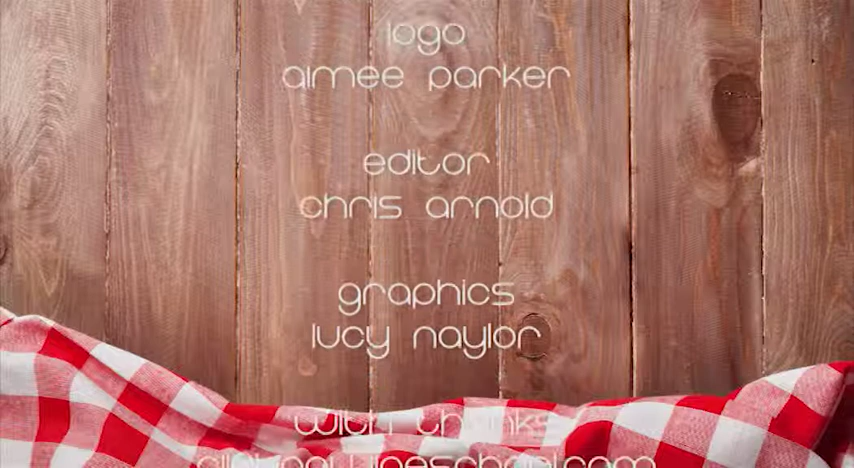 logo
aimee parker
editor
chris arnold
graphics
lucy naylor
with thanks